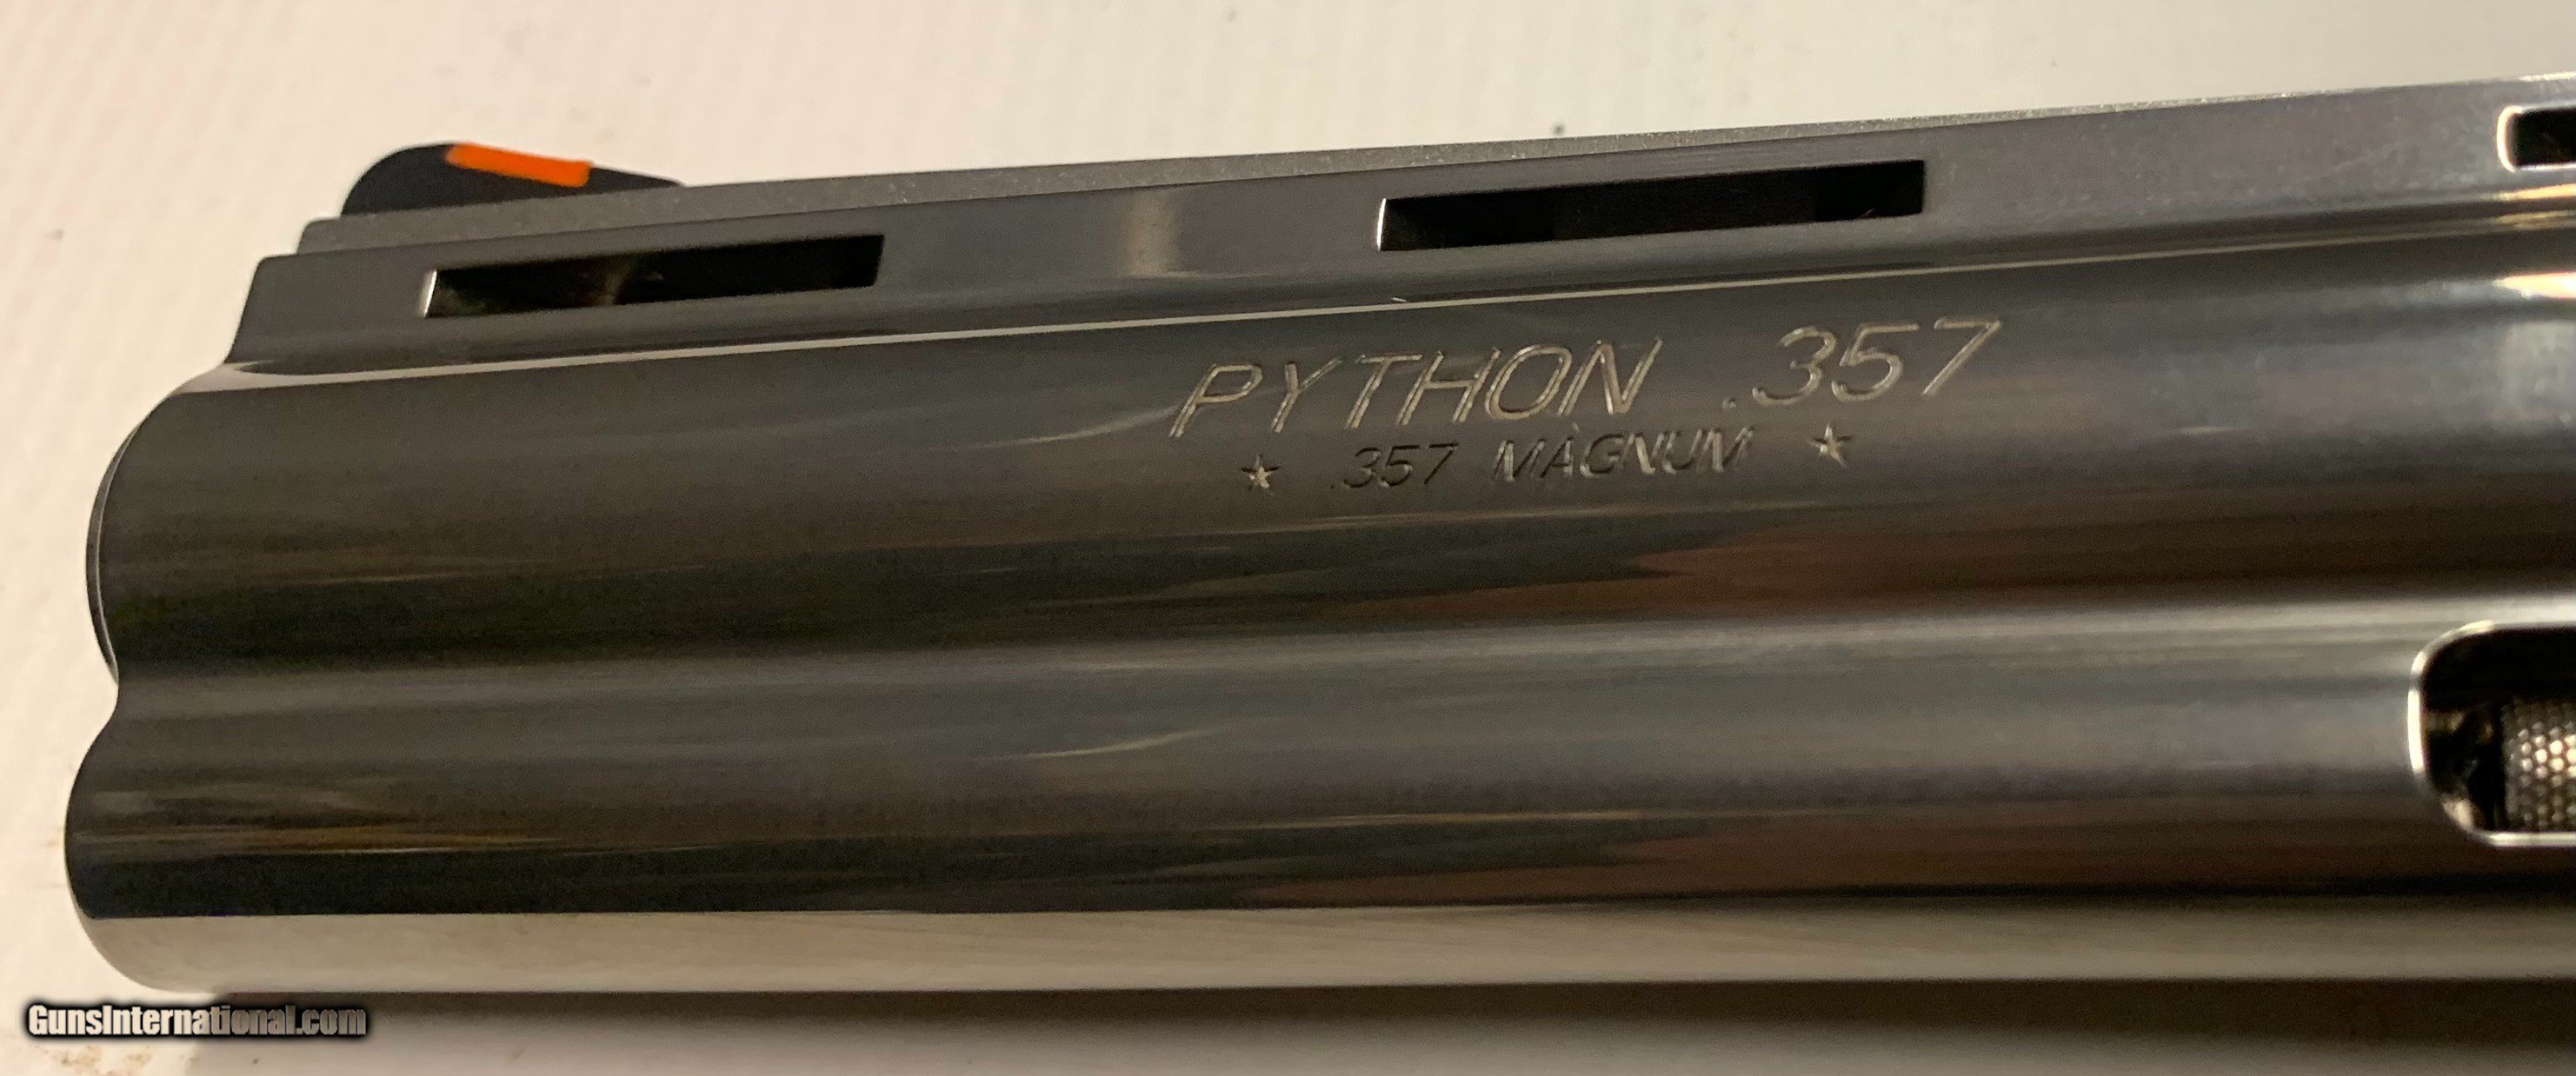 PYTHON .357
★ .357 MAGNUM ★
GunsInternational.com